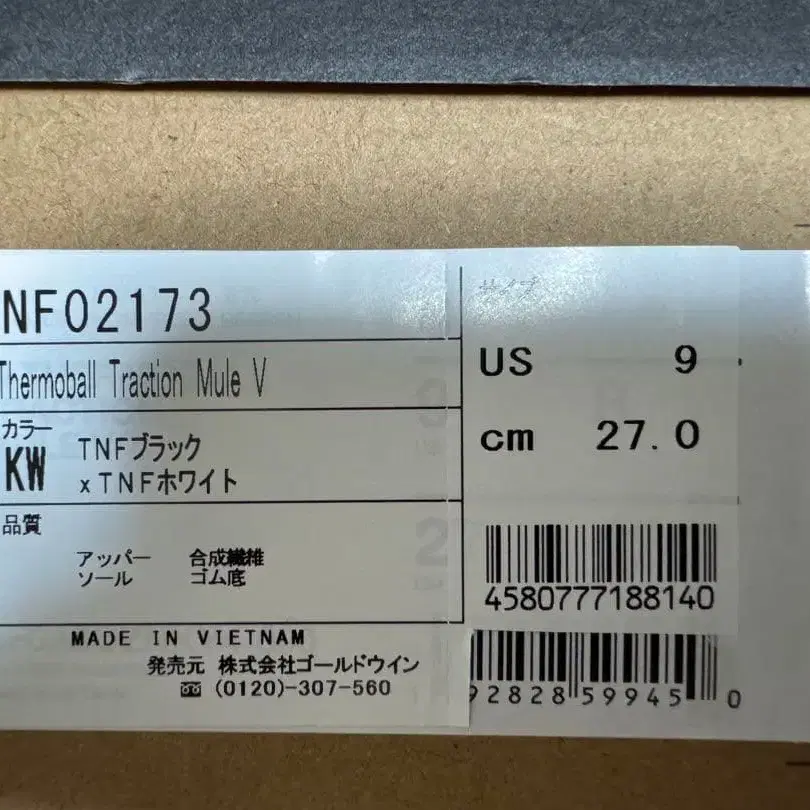 NF02173
Thermoball Traction Mule V
カラー
KW
TNFブラック
xTNFホワイト
品質
アッパー 合成繊維
ソール ゴム底
MADE IN VIETNAM
発売元 株式会社ゴールドウイン
(0120)-307-560
サイズ
US 9
cm 27.0
4580777188140
92828 59945 0